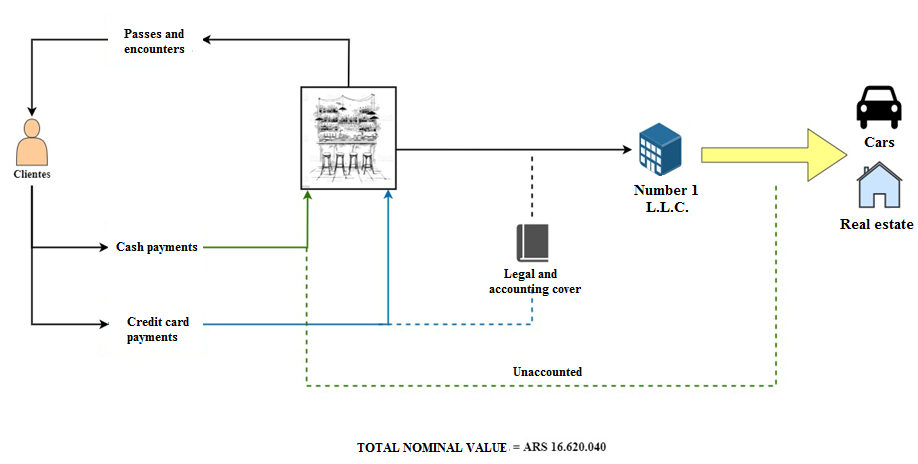 Passes and
encounters
Clientes
Cash payments
Credit card
payments
Legal and
accounting cover
Number 1
L.L.C.
Cars
Real estate
Unaccounted
TOTAL NOMINAL VALUE = ARS 16.620.040